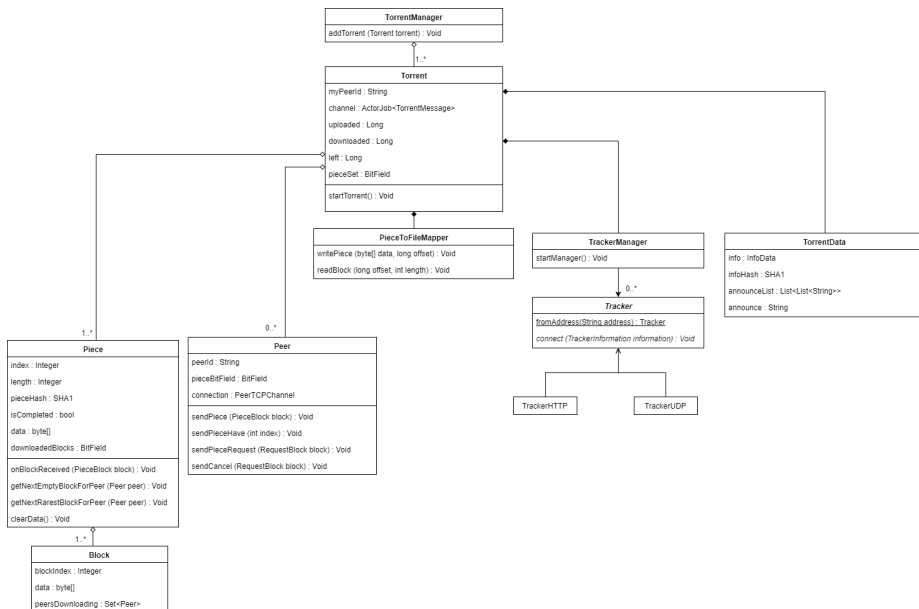 TorrentManager
addTorrent (Torrent torrent) : Void
1..*
Torrent
myPeerId : String
channel : ActorJob<TorrentMessage>
uploaded : Long
downloaded : Long
left : Long
pieceSet : BitField
startTorrent() : Void
PieceToFileMapper
writePiece (byte[] data, long offset) : Void
readBlock (long offset, int length) : Void
TrackerManager
startManager() : Void
0..*
Tracker
fromAddress(String address) : Tracker
connect (TrackerInformation information) : Void
TrackerHTTP
TrackerUDP
TorrentData
info : InfoData
infoHash : SHA1
announceList : List<List<String>>
announce : String
1..*
Piece
index : Integer
length : Integer
pieceHash : SHA1
isCompleted : bool
data : byte[]
downloadedBlocks : BitField
onBlockReceived (PieceBlock block) : Void
getNextEmptyBlockForPeer (Peer peer) : Void
getNextRarestBlockForPeer (Peer peer) : Void
clearData() : Void
0..*
Peer
peerId : String
pieceBitField : BitField
connection : PeerTCPChannel
sendPiece (PieceBlock block) : Void
sendPieceHave (int index) : Void
sendPieceRequest (RequestBlock block) : Void
sendCancel (RequestBlock block) : Void
1..*
Block
blockIndex : Integer
data : byte[]
peersDownloading : Set<Peer>